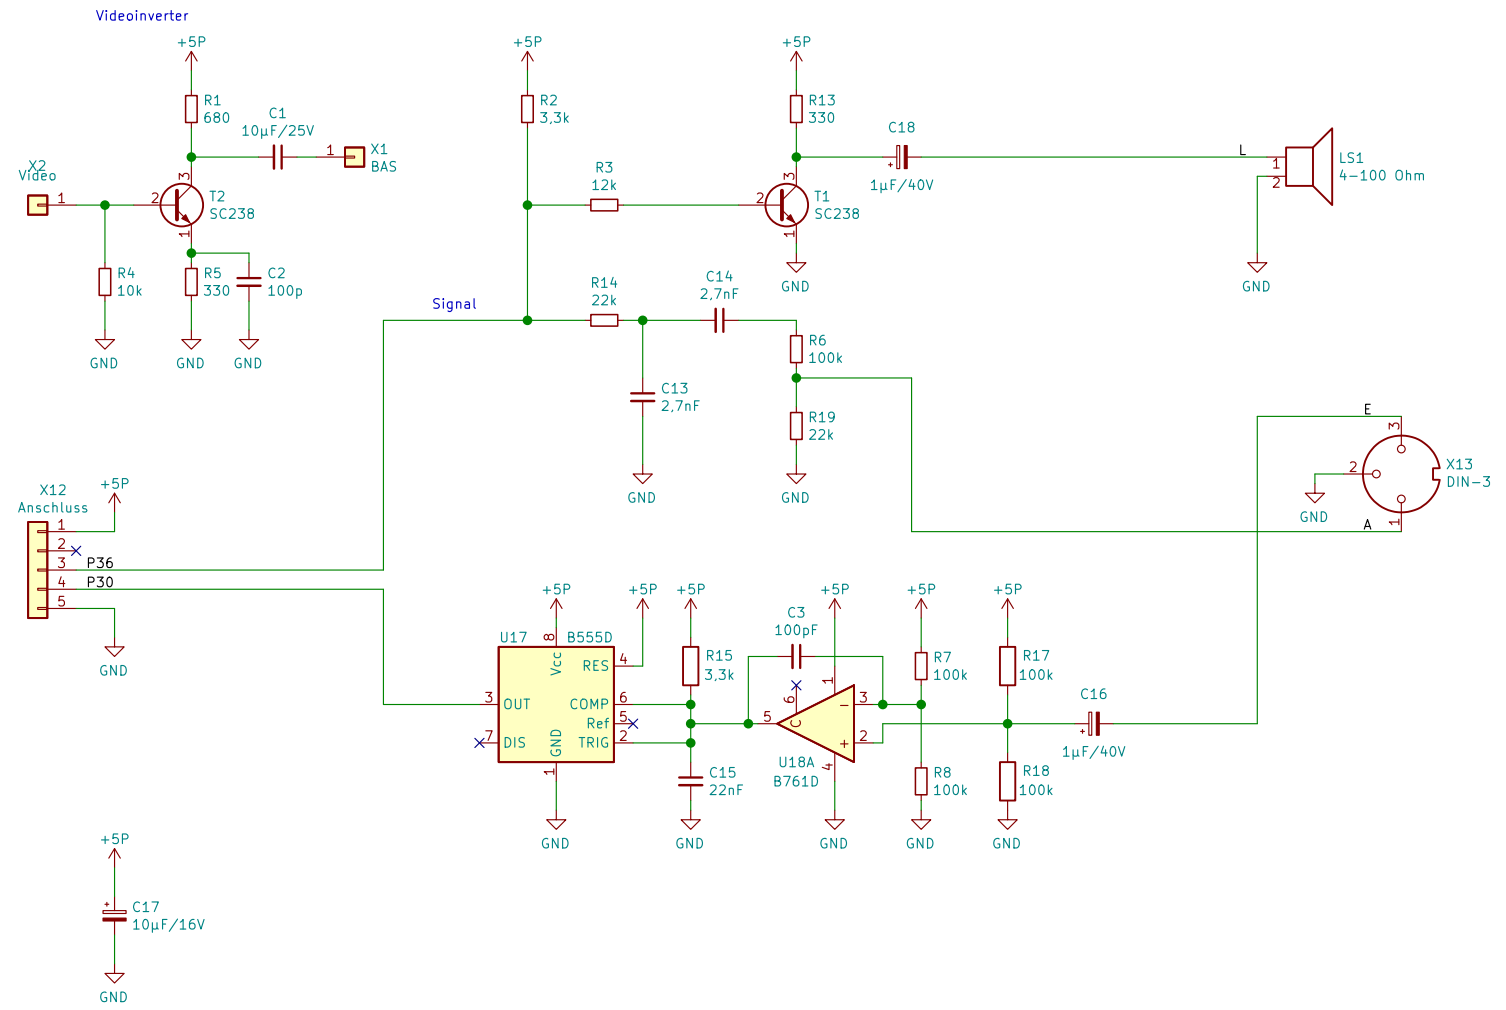 Videoinverter
+5P
+5P
+5P
R1
680
C1
10µF/25V
X1
BAS
1
R2
3,3k
R13
330
C18
1µF/40V
L
LS1
4-100 Ohm
1
2
X2
Video
1
2
3
1
T2
SC238
R3
12k
2
3
1
T1
SC238
GND
GND
R4
10k
R5
330
C2
100p
GND
GND
GND
Signal
R14
22k
C14
2,7nF
R6
100k
C13
2,7nF
R19
22k
GND
GND
E
3
2
1
X13
DIN-3
GND
A
X12
Anschluss
+5P
1
2
3
4
5
P36
P30
GND
+5P
+5P
+5P
+5P
+5P
+5P
U17
B555D
8
Vcc
RES
4
3
OUT
COMP
6
Ref
5
7
DIS
TRIG
2
GND
1
GND
R15
3,3k
C15
22nF
GND
C3
100pF
1
6
C
5
3
-
2
+
4
U18A
B761D
GND
R7
100k
R8
100k
GND
R17
100k
R18
100k
GND
C16
+
1µF/40V
+
+5P
+
C17
10µF/16V
GND